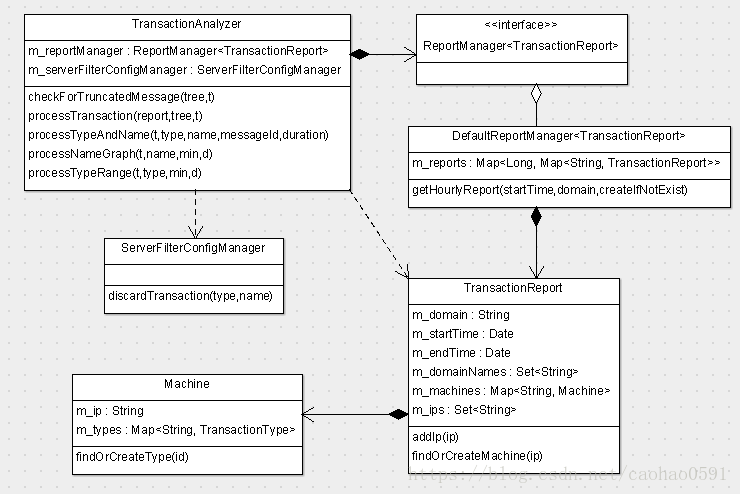 TransactionAnalyzer
m_reportManager : ReportManager<TransactionReport>
m_serverFilterConfigManager : ServerFilterConfigManager
checkForTruncatedMessage(tree,t)
processTransaction(report,tree,t)
processTypeAndName(t,type,name,messageId,duration)
processNameGraph(t,name,min,d)
processTypeRange(t,type,min,d)
<<interface>>
ReportManager<TransactionReport>
DefaultReportManager<TransactionReport>
m_reports : Map<Long, Map<String, TransactionReport>>
getHourlyReport(startTime,domain,createIfNotExist)
ServerFilterConfigManager
discardTransaction(type,name)
TransactionReport
m_domain : String
m_startTime : Date
m_endTime : Date
m_domainNames : Set<String>
m_machines : Map<String, Machine>
m_ips : Set<String>
addIp(ip)
findOrCreateMachine(ip)
Machine
m_ip : String
m_types : Map<String, TransactionType>
findOrCreateType(id)
https://blog.csdn.net/caohao0591